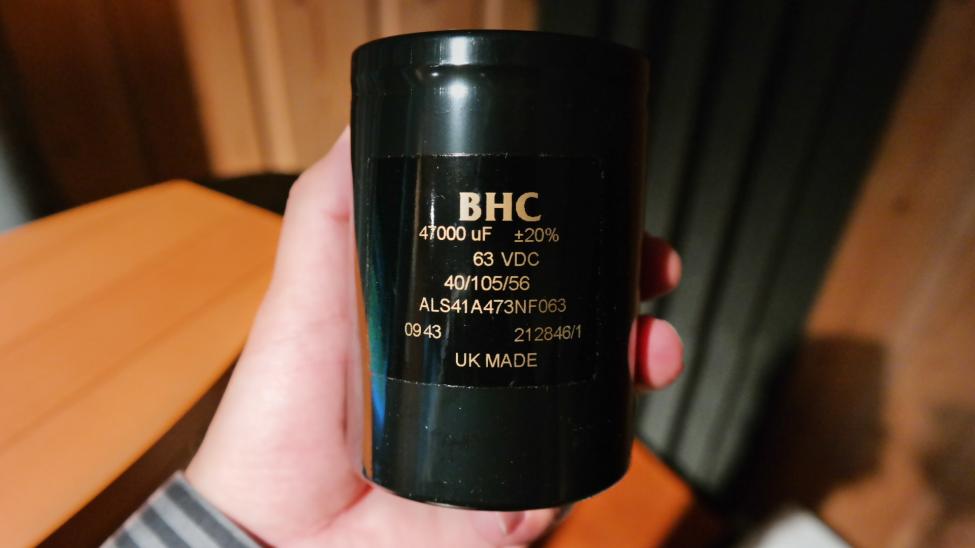 BHC
47000 uF ±20%
63 VDC
40/105/56
ALS41A473NF063
0943 212846/1
UK MADE